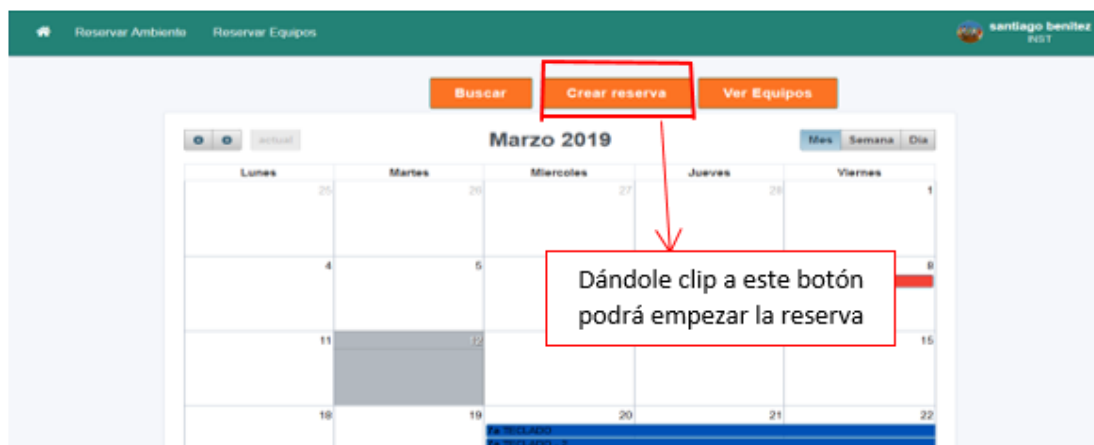 Reservar Ambiente Reservar Equipos
santiago benitez
INST
Buscar Crear reserva Ver Equipos
actual Marzo 2019 Mes Semana Dia
Lunes Martes Miercoles Jueves Viernes
25 26 27 28 1
4 5 8
Dándole clip a este botón
podrá empezar la reserva
11 12 15
18 19 20 21 22
TECLADO
TECLADO